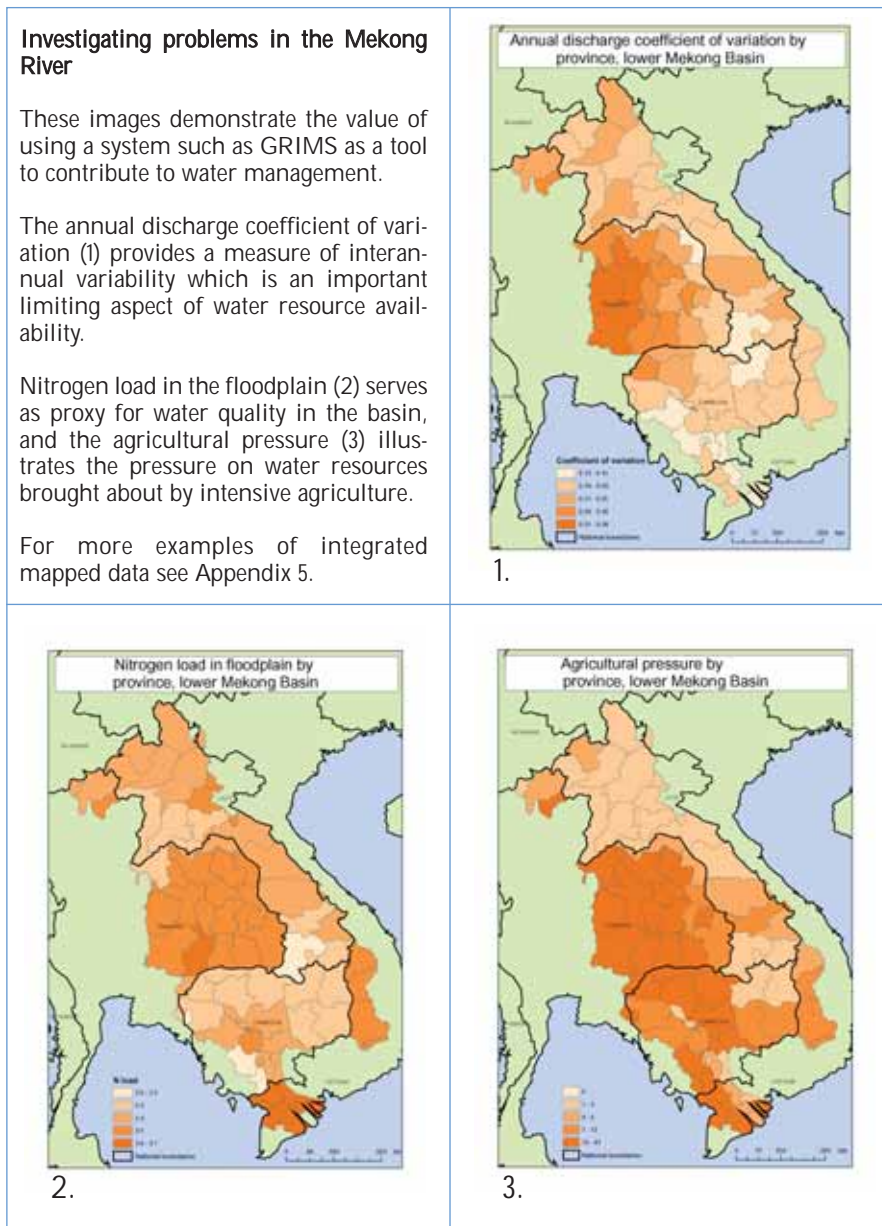 Investigating problems in the Mekong
River
These images demonstrate the value of
using a system such as GRIMS as a tool
to contribute to water management.
The annual discharge coefficient of vari-
ation (1) provides a measure of interan-
nual variability which is an important
limiting aspect of water resource avail-
ability.
Nitrogen load in the floodplain (2) serves
as proxy for water quality in the basin,
and the agricultural pressure (3) illus-
trates the pressure on water resources
brought about by intensive agriculture.
For more examples of integrated
mapped data see Appendix 5.
Annual discharge coefficient of variation by
province, lower Mekong Basin
Coefficient of variation
National boundaries
1.
Nitrogen load in floodplain by
province, lower Mekong Basin
N load
National boundaries
2.
Agricultural pressure by
province, lower Mekong Basin
National boundaries
3.